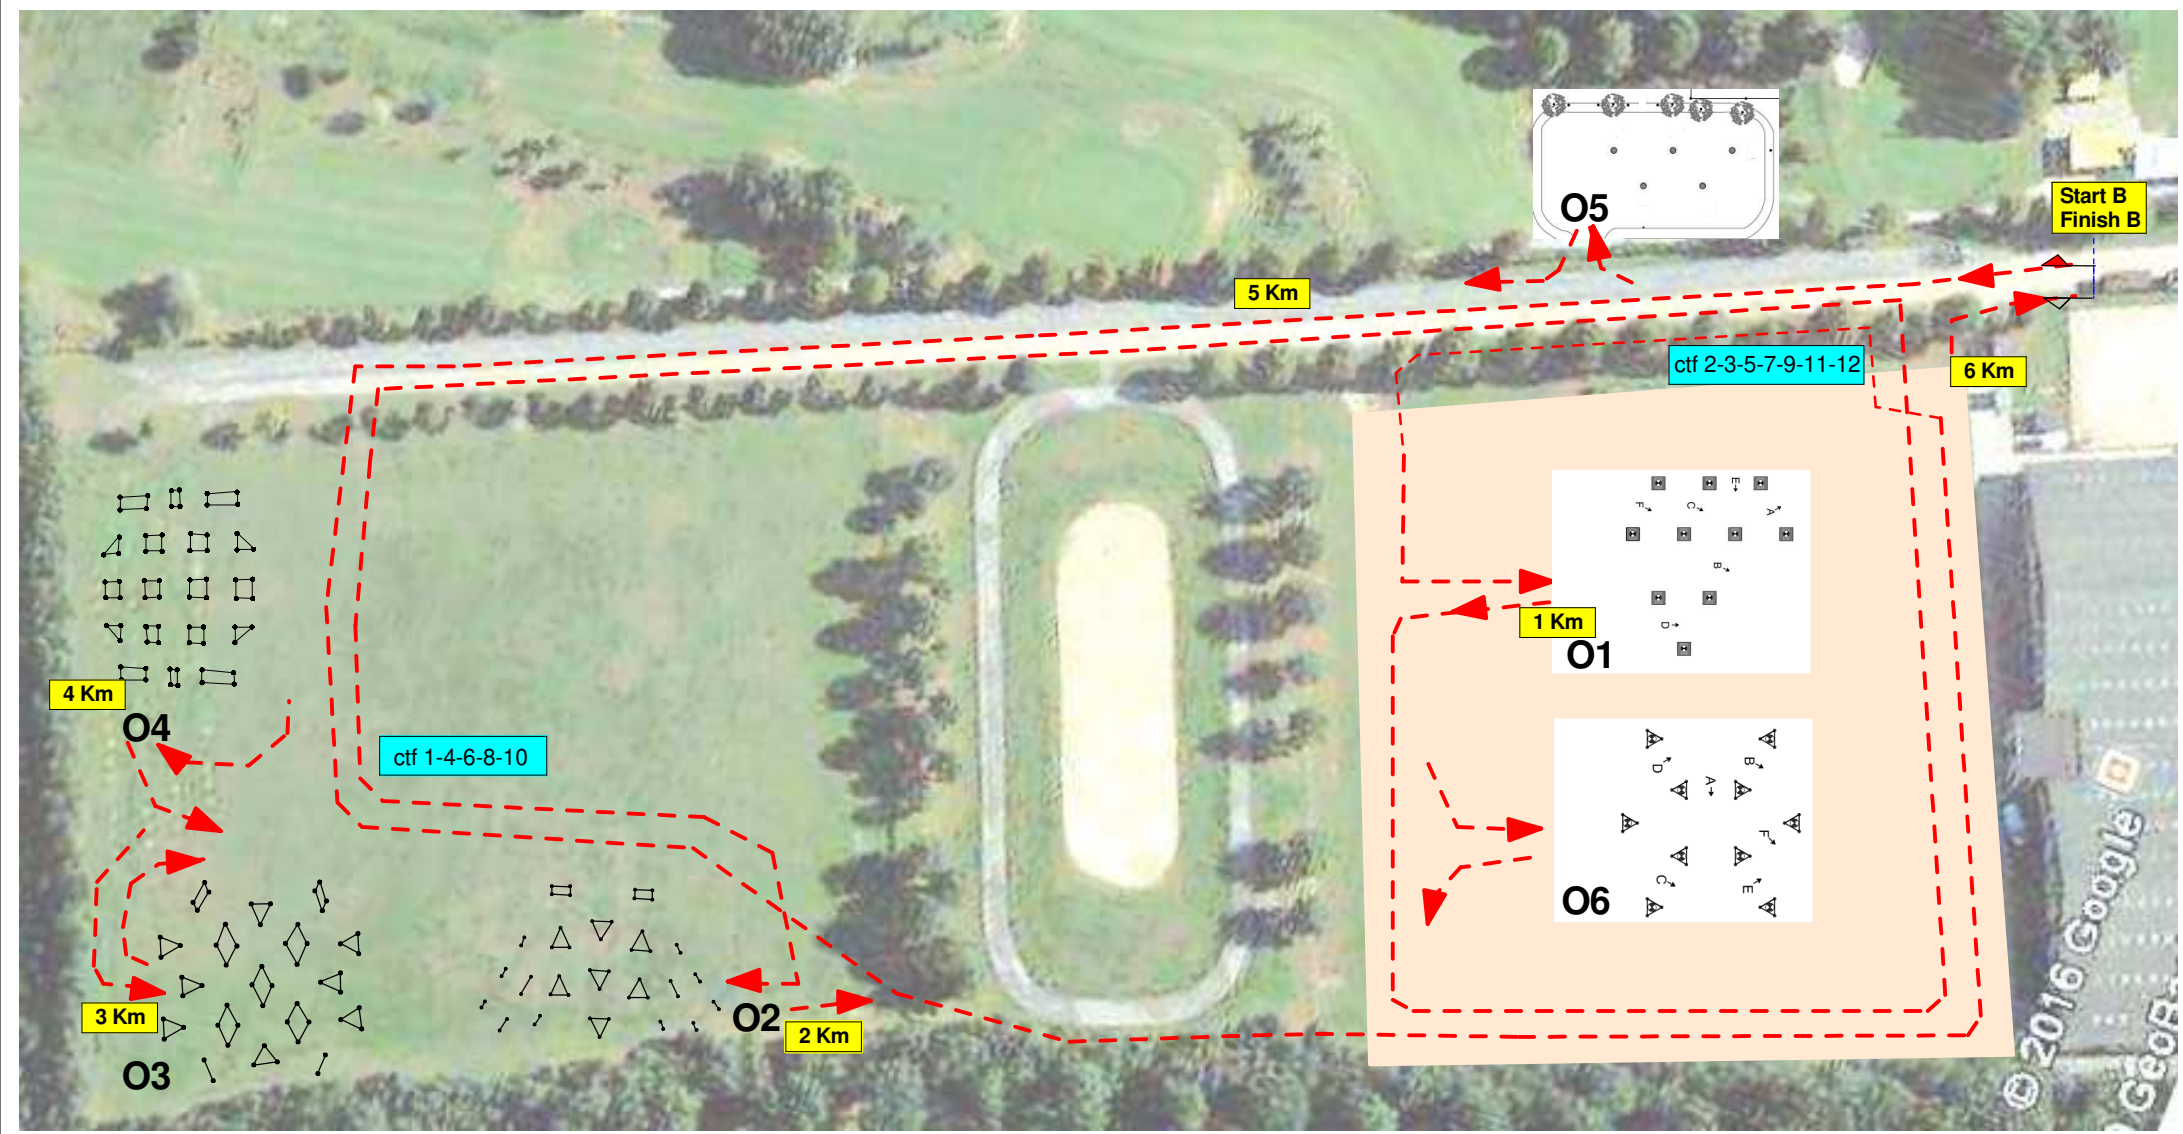 O5
Start B
Finish B
5 Km
ctf 2-3-5-7-9-11-12
6 Km
E
F
C
A
B
D
1 Km
O1
4 Km
O4
ctf 1-4-6-8-10
D
B
A
F
C
E
O6
3 Km
O3
O2
2 Km
© 2016 Google